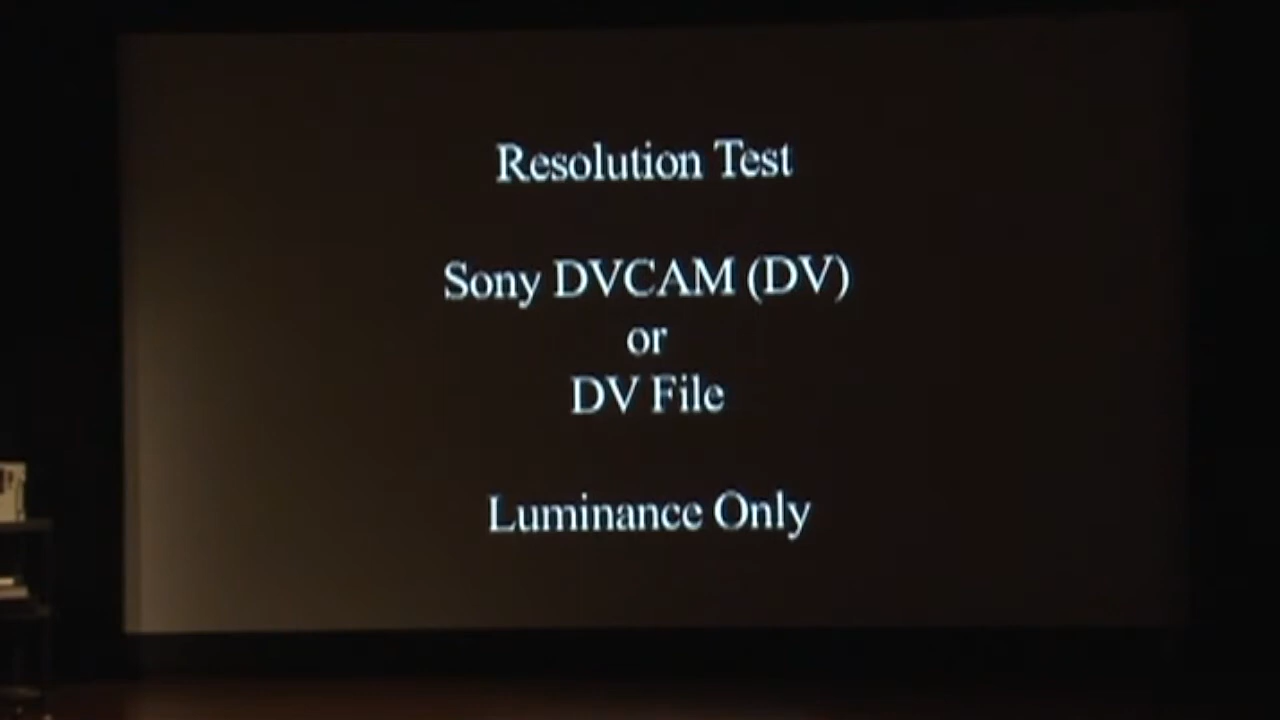 Resolution Test
Sony DVCAM (DV)
or
DV File
Luminance Only